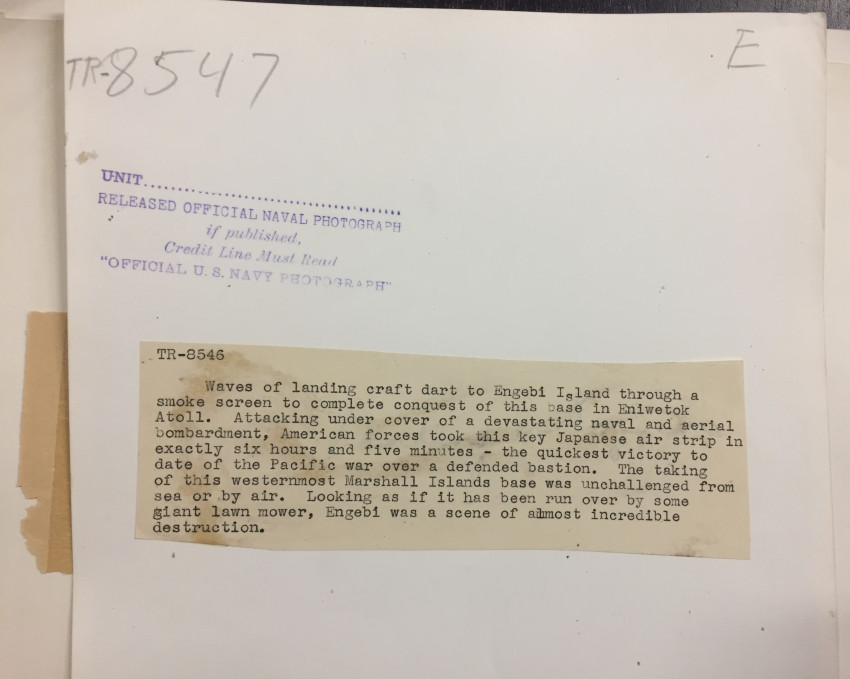 TR-8547
E
UNIT
RELEASED OFFICIAL NAVAL PHOTOGRAPH
if published,
Credit Line Must Read
"OFFICIAL U. S. NAVY PHOTOGRAPH"
TR-8546
Waves of landing craft dart to Engebi Island through a
smoke screen to complete conquest of this base in Eniwetok
Atoll. Attacking under cover of a devastating naval and aerial
bombardment, American forces took this key Japanese air strip in
exactly six hours and five minutes - the quickest victory to
date of the Pacific war over a defended bastion. The taking
of this westernmost Marshall Islands base was unchallenged from
sea or by air. Looking as if it has been run over by some
giant lawn mower, Engebi was a scene of almost incredible
destruction.